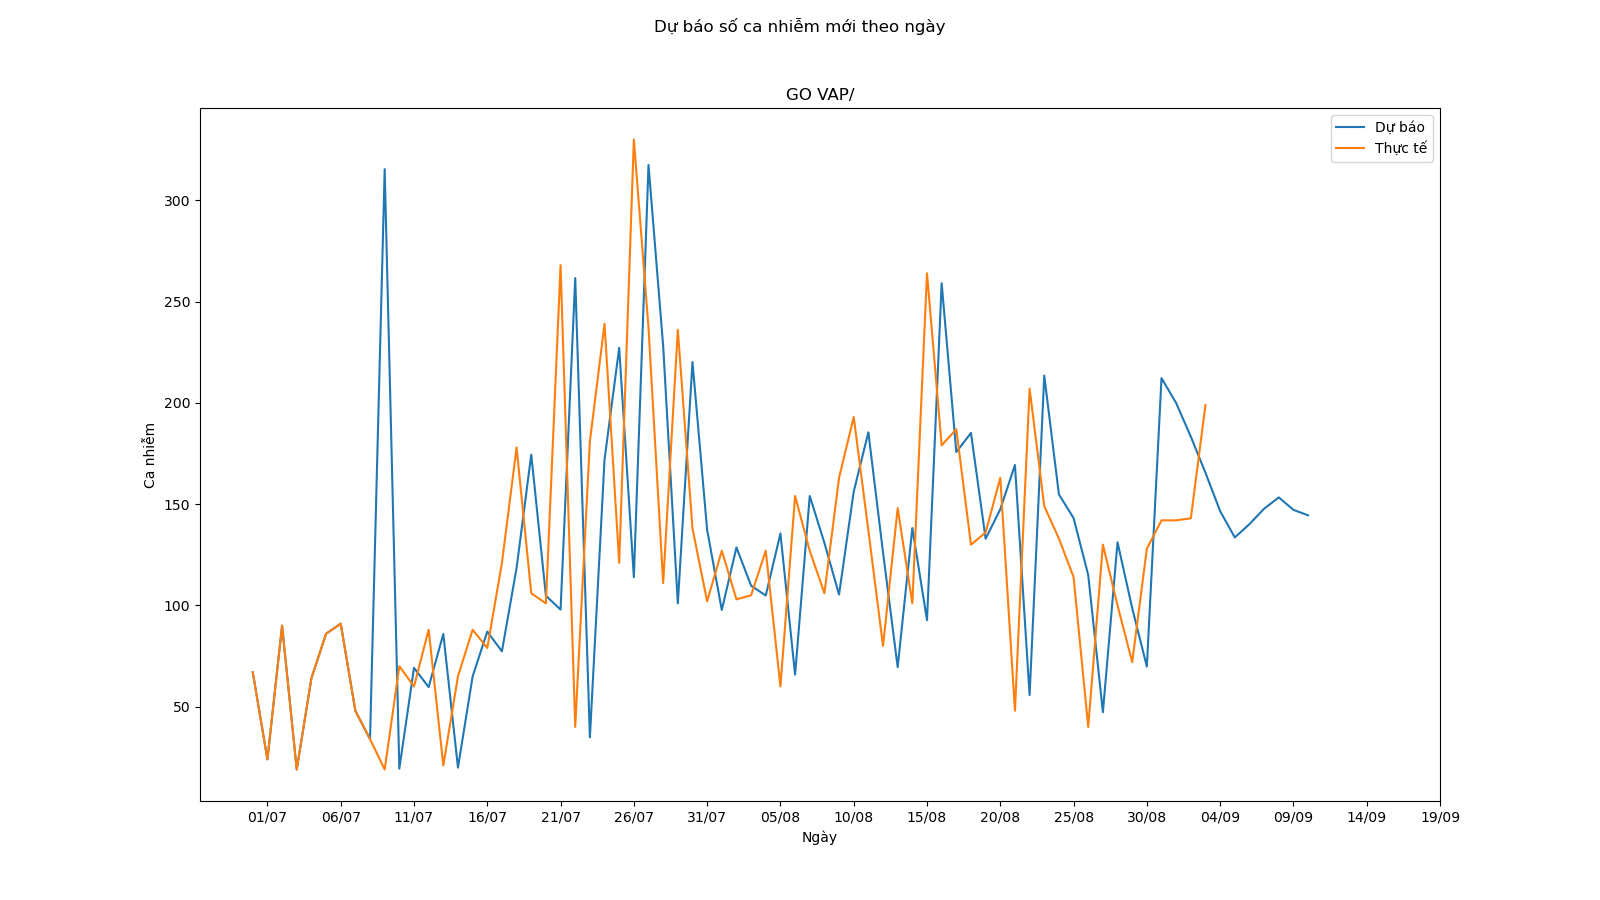 Dự báo số ca nhiễm mới theo ngày
GO VAP/
Dự báo
Thực tế
300
250
200
150
100
50
Ca nhiễm
01/07 06/07 11/07 16/07 21/07 26/07 31/07 05/08 10/08 15/08 20/08 25/08 30/08 04/09 09/09 14/09 19/09
Ngày